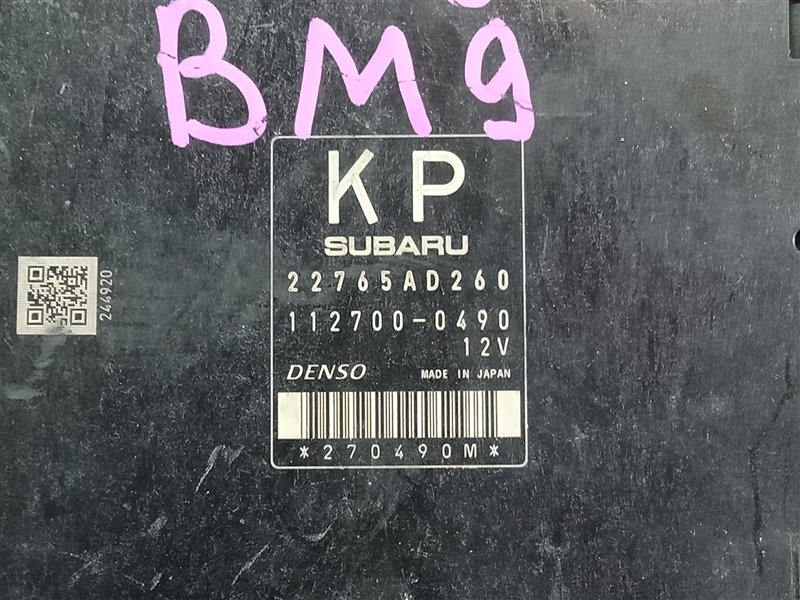 BM9
KP
SUBARU
22765AD260
112700-0490
12V
DENSO MADE IN JAPAN
*270490M*
244920